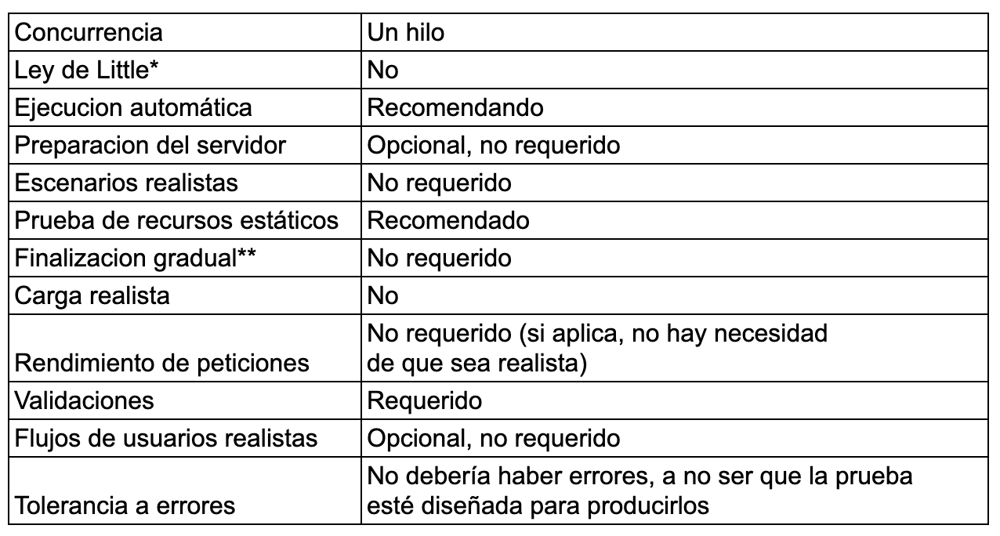 Concurrencia Un hilo
Ley de Little* No
Ejecucion automática Recomendando
Preparacion del servidor Opcional, no requerido
Escenarios realistas No requerido
Prueba de recursos estáticos Recomendado
Finalizacion gradual** No requerido
Carga realista No
No requerido (si aplica, no hay necesidad
Rendimiento de peticiones de que sea realista)
Validaciones Requerido
Flujos de usuarios realistas Opcional, no requerido
No debería haber errores, a no ser que la prueba
Tolerancia a errores esté diseñada para producirlos